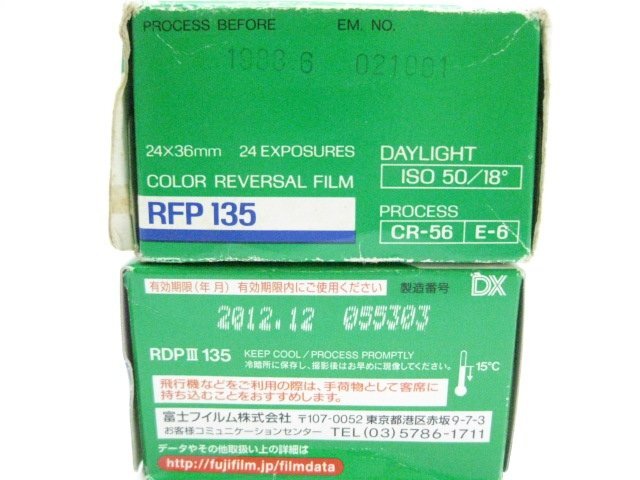 PROCESS BEFORE EM. NO.
6 021001
24×36mm 24 EXPOSURES
COLOR REVERSAL FILM
RFP 135
DAYLIGHT
ISO 50/18°
PROCESS
CR-56 E-6
有効期限(年月) 有効期限内にご使用ください 製造番号 DX
2012.12 055303
RDPⅢ 135 KEEP COOL/PROCESS PROMPTLY
冷暗所に保存し、撮影後はお早めに現像してください。 15℃
飛行機などをご利用の際は、手荷物として客席に
持ち込むことをおすすめします。
富士フイルム株式会社 〒107-0052 東京都港区赤坂9-7-3
お客様コミュニケーションセンター TEL(03)5786-1711
データやその他取扱い上の詳細は
http://fujifilm.jp/filmdata